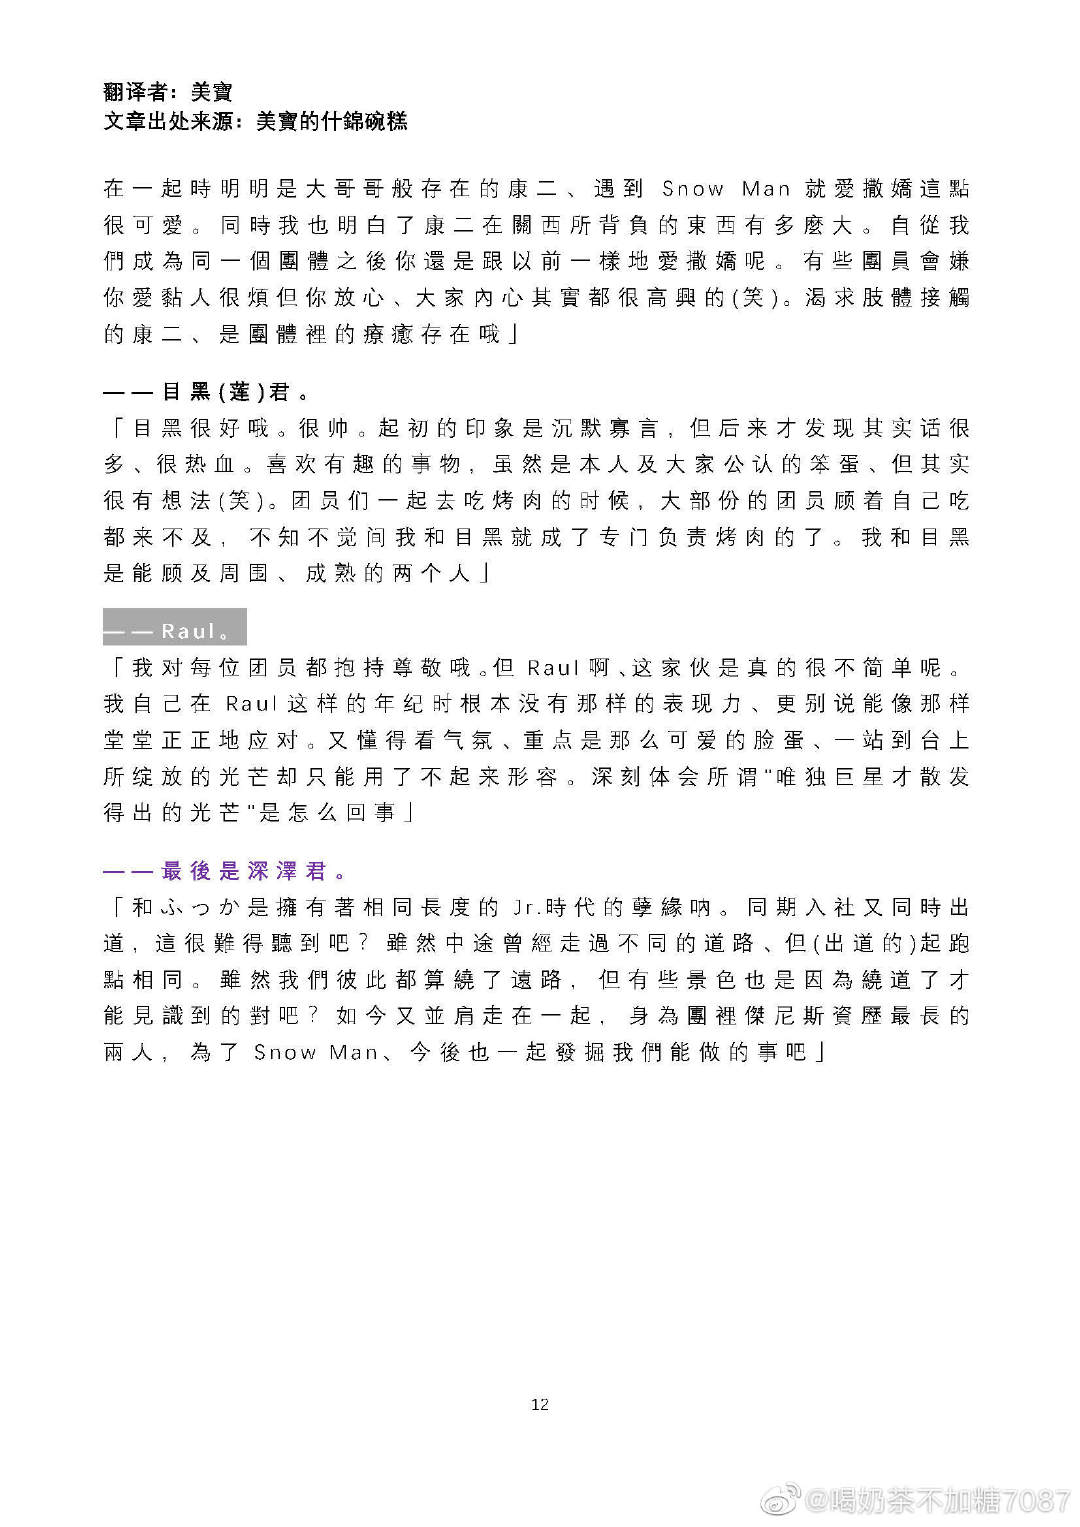 翻译者：美寶
文章出处来源：美寶的什錦碗糕
在一起時明明是大哥哥般存在的康二、遇到 Snow Man 就愛撒嬌這點
很可愛。同時我也明白了康二在關西所背負的東西有多麼大。自從我
們成為同一個團體之後你還是跟以前一樣地愛撒嬌呢。有些團員會嫌
你愛黏人很煩但你放心、大家內心其實都很高興的(笑)。渴求肢體接觸
的康二、是團體裡的療癒存在哦」
——目黑(莲)君。
「目黑很好哦。很帅。起初的印象是沉默寡言，但后来才发现其实话很
多、很热血。喜欢有趣的事物，虽然是本人及大家公认的笨蛋、但其实
很有想法(笑)。团员们一起去吃烤肉的时候，大部份的团员顾着自己吃
都来不及，不知不觉间我和目黑就成了专门负责烤肉的了。我和目黑
是能顾及周围、成熟的两个人」
——Raul。
「我对每位团员都抱持尊敬哦。但 Raul 啊、这家伙是真的很不简单呢。
我自己在 Raul 这样的年纪时根本没有那样的表现力、更别说能像那样
堂堂正正地应对。又懂得看气氛、重点是那么可爱的脸蛋、一站到台上
所绽放的光芒却只能用了不起来形容。深刻体会所谓"唯独巨星才散发
得出的光芒"是怎么回事」
——最後是深澤君。
「和ふっか是擁有著相同長度的 Jr.時代的孽緣吶。同期入社又同時出
道，這很難得聽到吧？雖然中途曾經走過不同的道路、但(出道的)起跑
點相同。雖然我們彼此都算繞了遠路，但有些景色也是因為繞道了才
能見識到的對吧？如今又並肩走在一起，身為團裡傑尼斯資歷最長的
兩人，為了 Snow Man、今後也一起發掘我們能做的事吧」
12
@喝奶茶不加糖7087